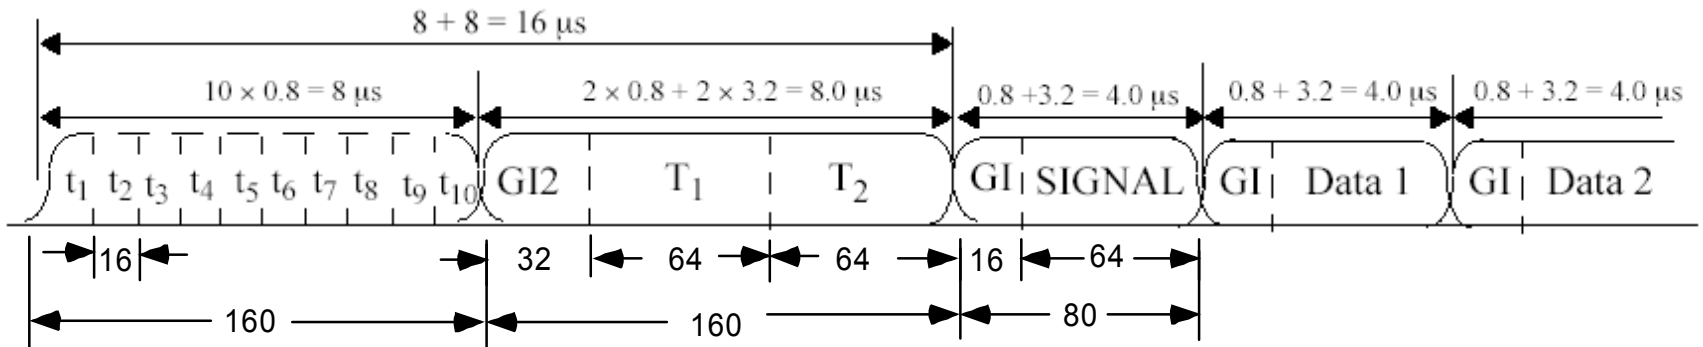 8 + 8 = 16 μs
10 × 0.8 = 8 μs 2 × 0.8 + 2 × 3.2 = 8.0 μs 0.8 +3.2 = 4.0 μs 0.8 + 3.2 = 4.0 μs 0.8 + 3.2 = 4.0 μs
t1 t2 t3 t4 t5 t6 t7 t8 t9 t10 GI2 T1 T2 GI SIGNAL GI Data 1 GI Data 2
16 32 64 64 16 64
160 160 80